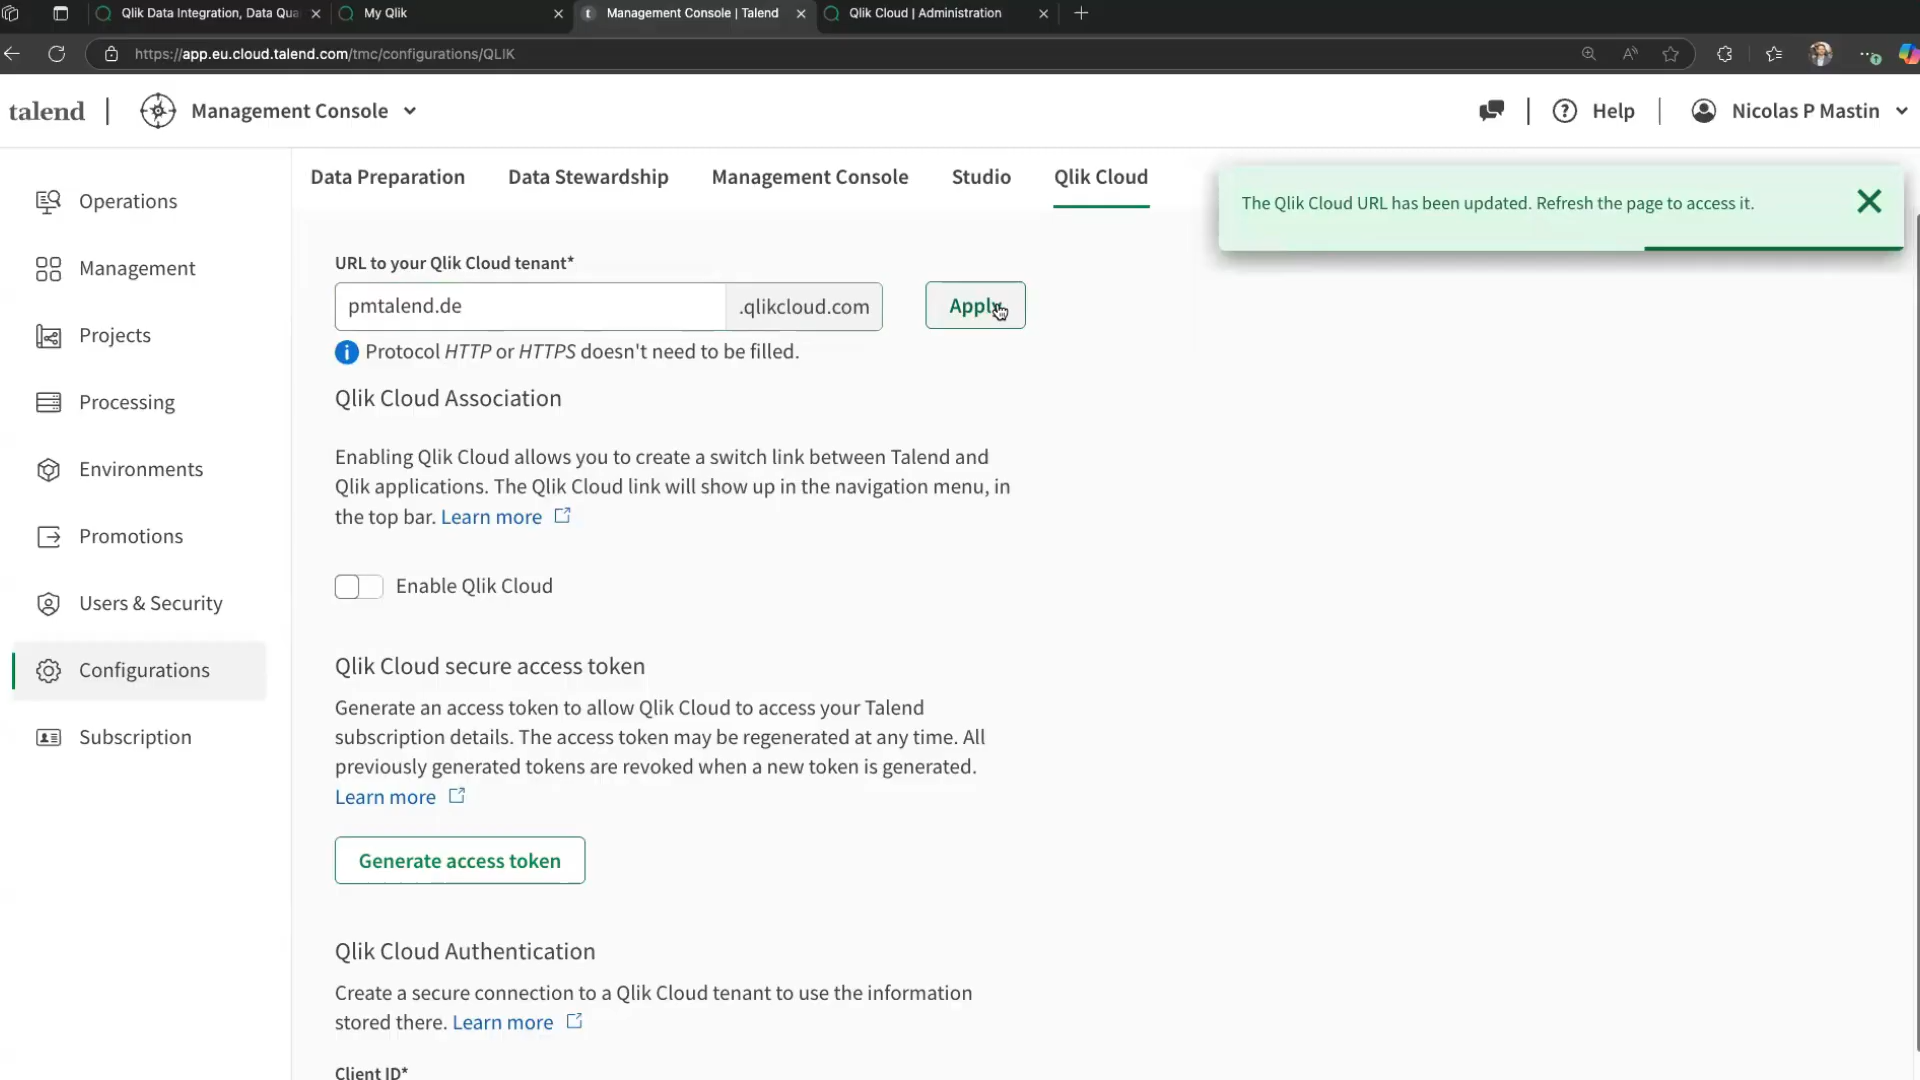 Qlik Data Integration, Data Qua
My Qlik
Management Console | Talend
Qlik Cloud | Administration
https://app.eu.cloud.talend.com/tmc/configurations/QLIK
talend
Management Console
Help
Nicolas P Mastin
Operations
Management
Projects
Processing
Environments
Promotions
Users & Security
Configurations
Subscription
Data Preparation
Data Stewardship
Management Console
Studio
Qlik Cloud
The Qlik Cloud URL has been updated. Refresh the page to access it.
URL to your Qlik Cloud tenant*
pmtalend.de
.qlikcloud.com
Apply
Protocol HTTP or HTTPS doesn't need to be filled.
Qlik Cloud Association
Enabling Qlik Cloud allows you to create a switch link between Talend and
Qlik applications. The Qlik Cloud link will show up in the navigation menu, in
the top bar. Learn more
Enable Qlik Cloud
Qlik Cloud secure access token
Generate an access token to allow Qlik Cloud to access your Talend
subscription details. The access token may be regenerated at any time. All
previously generated tokens are revoked when a new token is generated.
Learn more
Generate access token
Qlik Cloud Authentication
Create a secure connection to a Qlik Cloud tenant to use the information
stored there. Learn more
Client ID*